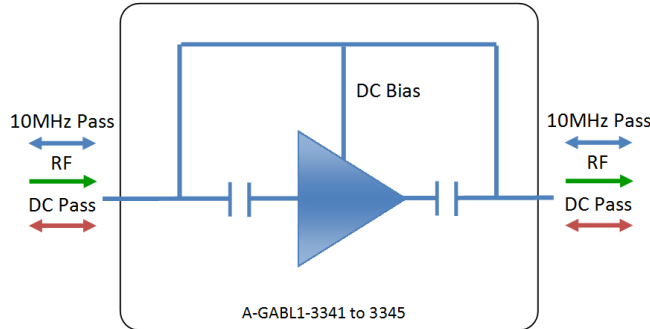 DC Bias
10MHz Pass
RF
DC Pass
10MHz Pass
RF
DC Pass
A-GABL1-3341 to 3345